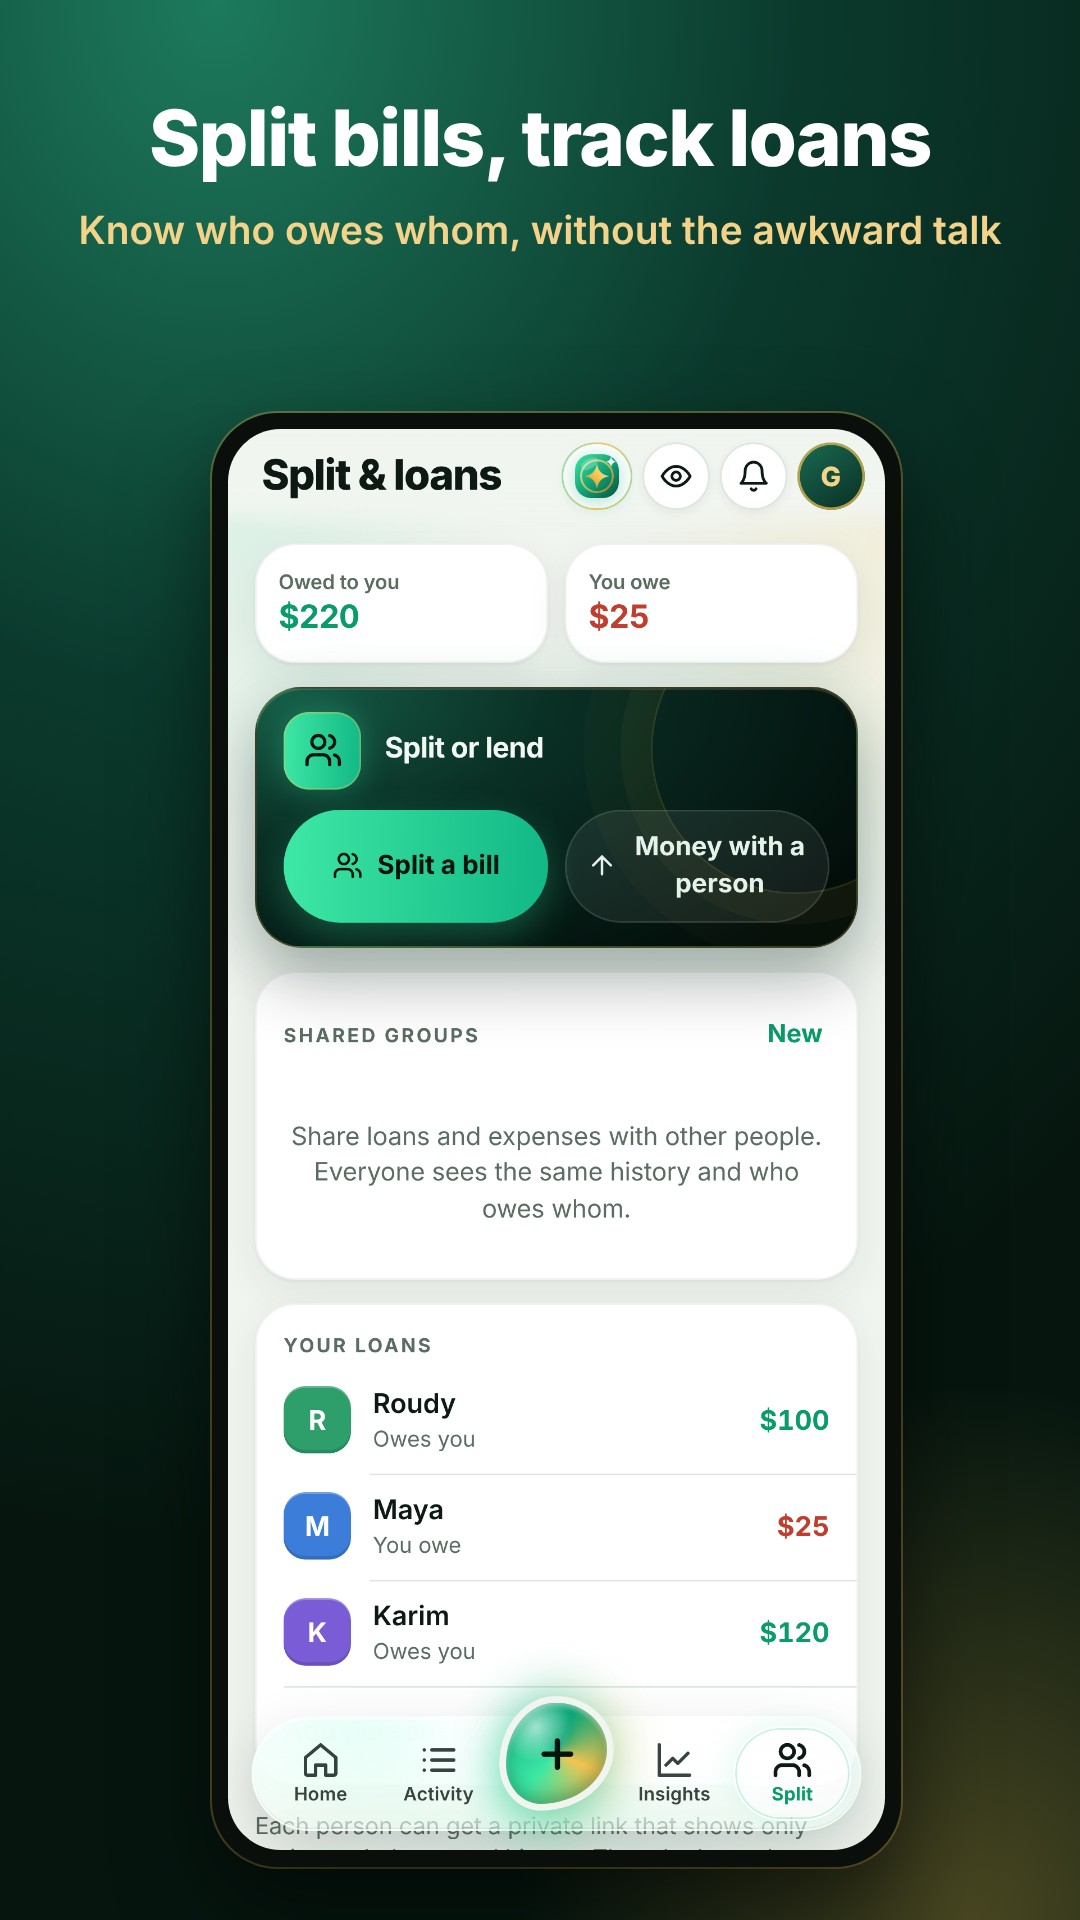 Split bills, track loans
Know who owes whom, without the awkward talk
Split & loans
G
Owed to you
$220
You owe
$25
Split or lend
Split a bill
Money with a
person
SHARED GROUPS
New
Share loans and expenses with other people.
Everyone sees the same history and who
owes whom.
YOUR LOANS
R
Roudy
Owes you
$100
M
Maya
You owe
$25
K
Karim
Owes you
$120
Home
Activity
Insights
Split
Each person can get a private link that shows only